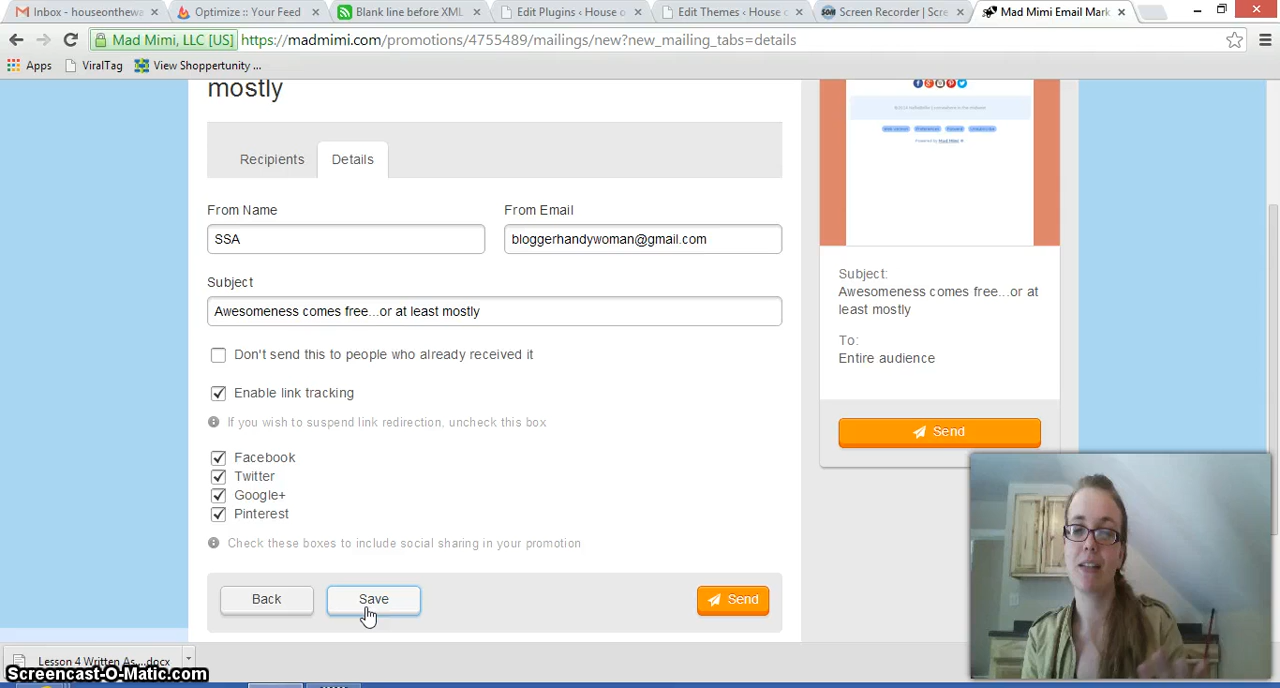 Inbox - houseonthewa
Optimize :: Your Feed
Blank line before XML
Edit Plugins ‹ House o
Edit Themes ‹ House o
Screen Recorder | Scre
Mad Mimi Email Mark
Mad Mimi, LLC [US]
https://madmimi.com/promotions/4755489/mailings/new?new_mailing_tabs=details
Apps
ViralTag
View Shoppertunity ...
mostly
Recipients
Details
From Name
From Email
SSA
bloggerhandywoman@gmail.com
Subject
Awesomeness comes free...or at least mostly
Don't send this to people who already received it
Enable link tracking
If you wish to suspend link redirection, uncheck this box
Facebook
Twitter
Google+
Pinterest
Check these boxes to include social sharing in your promotion
Back
Save
Send
Powered by Mad Mimi
Subject:
Awesomeness comes free...or at
least mostly
To:
Entire audience
Send
Lesson 4 Written As....docx
Screencast-O-Matic.com